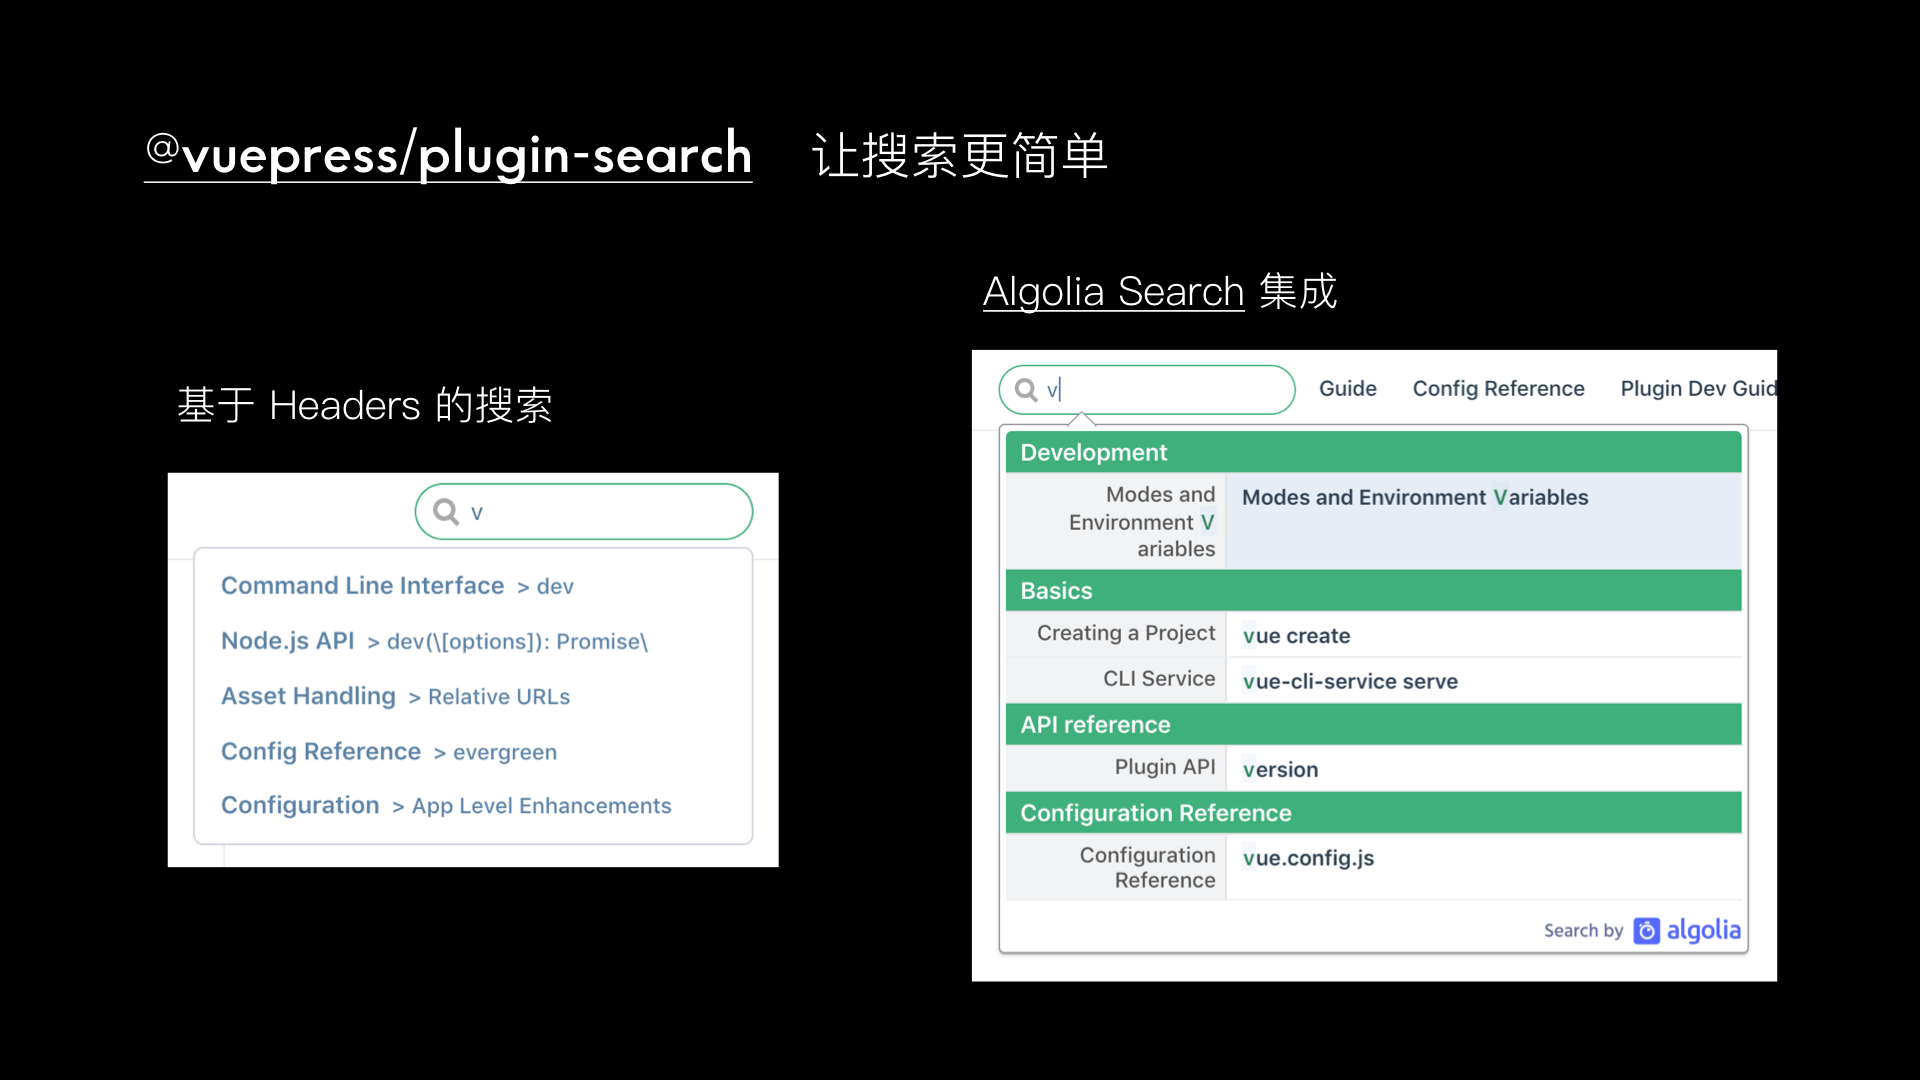 @vuepress/plugin-search 让搜索更简单
基于 Headers 的搜索
v
Command Line Interface > dev
Node.js API > dev(\[options]): Promise\
Asset Handling > Relative URLs
Config Reference > evergreen
Configuration > App Level Enhancements
Algolia Search 集成
v Guide Config Reference Plugin Dev Guid
Development
Modes and
Environment V
ariables
Modes and Environment Variables
Basics
Creating a Project vue create
CLI Service vue-cli-service serve
API reference
Plugin API version
Configuration Reference
Configuration
Reference
vue.config.js
Search by algolia